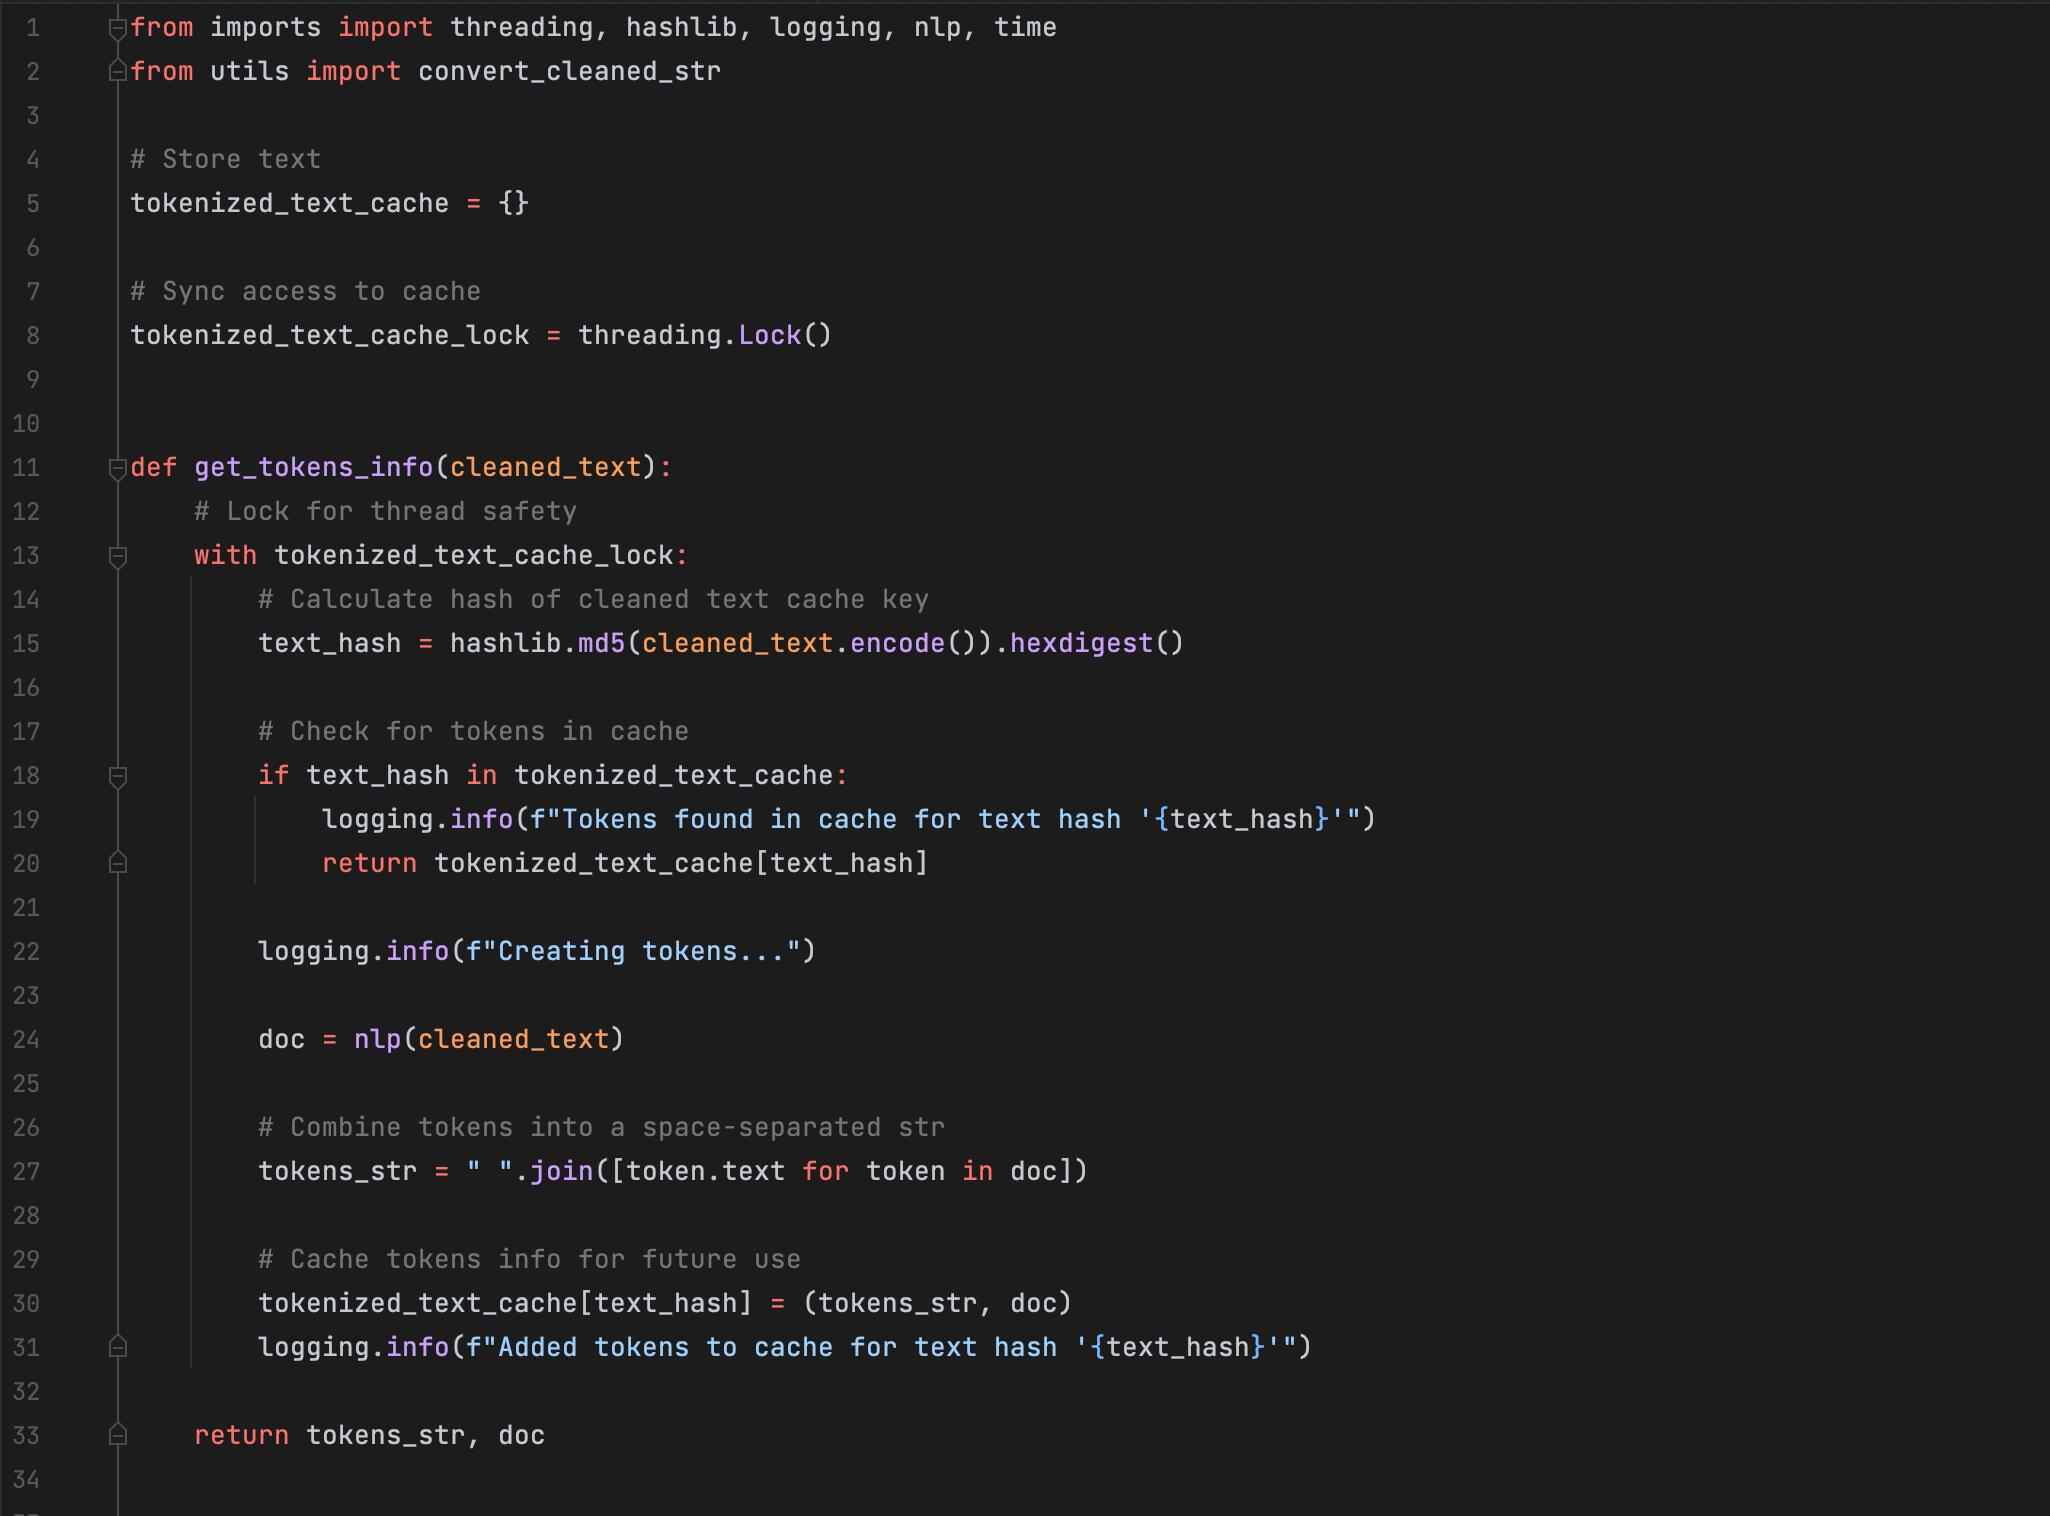 1 from imports import threading, hashlib, logging, nlp, time
2 from utils import convert_cleaned_str
3
4 # Store text
5 tokenized_text_cache = {}
6
7 # Sync access to cache
8 tokenized_text_cache_lock = threading.Lock()
9
10
11 def get_tokens_info(cleaned_text):
12     # Lock for thread safety
13     with tokenized_text_cache_lock:
14         # Calculate hash of cleaned text cache key
15         text_hash = hashlib.md5(cleaned_text.encode()).hexdigest()
16
17         # Check for tokens in cache
18         if text_hash in tokenized_text_cache:
19             logging.info(f"Tokens found in cache for text hash '{text_hash}'")
20             return tokenized_text_cache[text_hash]
21
22         logging.info(f"Creating tokens...")
23
24         doc = nlp(cleaned_text)
25
26         # Combine tokens into a space-separated str
27         tokens_str = " ".join([token.text for token in doc])
28
29         # Cache tokens info for future use
30         tokenized_text_cache[text_hash] = (tokens_str, doc)
31         logging.info(f"Added tokens to cache for text hash '{text_hash}'")
32
33     return tokens_str, doc
34